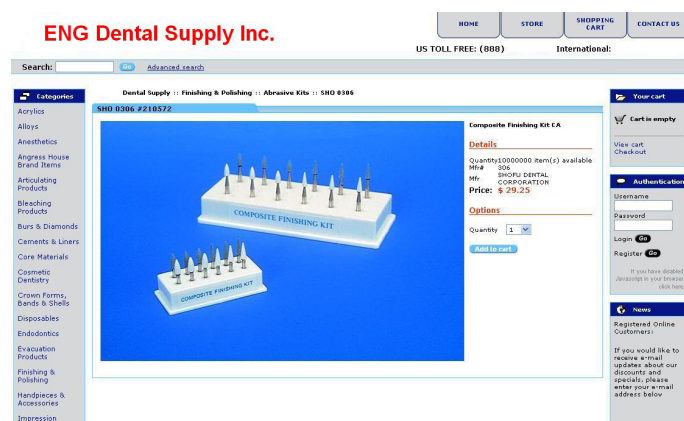 ENG Dental Supply Inc.
HOME
STORE
SHOPPING
CART
CONTACT US
US TOLL FREE: (888)
International:
Search:
Go
Advanced search
Categories
Acrylics
Alloys
Anesthetics
Angress House
Brand Items
Articulating
Products
Bleaching
Products
Burs & Diamonds
Cements & Liners
Core Materials
Cosmetic
Dentistry
Crown Forms,
Bands & Shells
Disposables
Endodontics
Evacuation
Products
Finishing &
Polishing
Handpieces &
Accessories
Impression
Dental Supply :: Finishing & Polishing :: Abrasive Kits :: SHO 0306
SHO 0306 #210572
COMPOSITE FINISHING KIT
COMPOSITE FINISHING KIT
Composite Finishing Kit CA
Details
Quantity10000000 item(s) available
Mfr# 306
Mfr SHOFU DENTAL
CORPORATION
Price: $ 29.25
Options
Quantity 1
Add to cart
Your cart
Cart is empty
View cart
Checkout
Authentication
Username
Password
Login Go
Register Go
If you have disabled
Javascript in your browser
click here
News
Registered Online
Customers:
If you would like to
receive e-mail
updates about our
discounts and
specials, please
enter your e-mail
address below